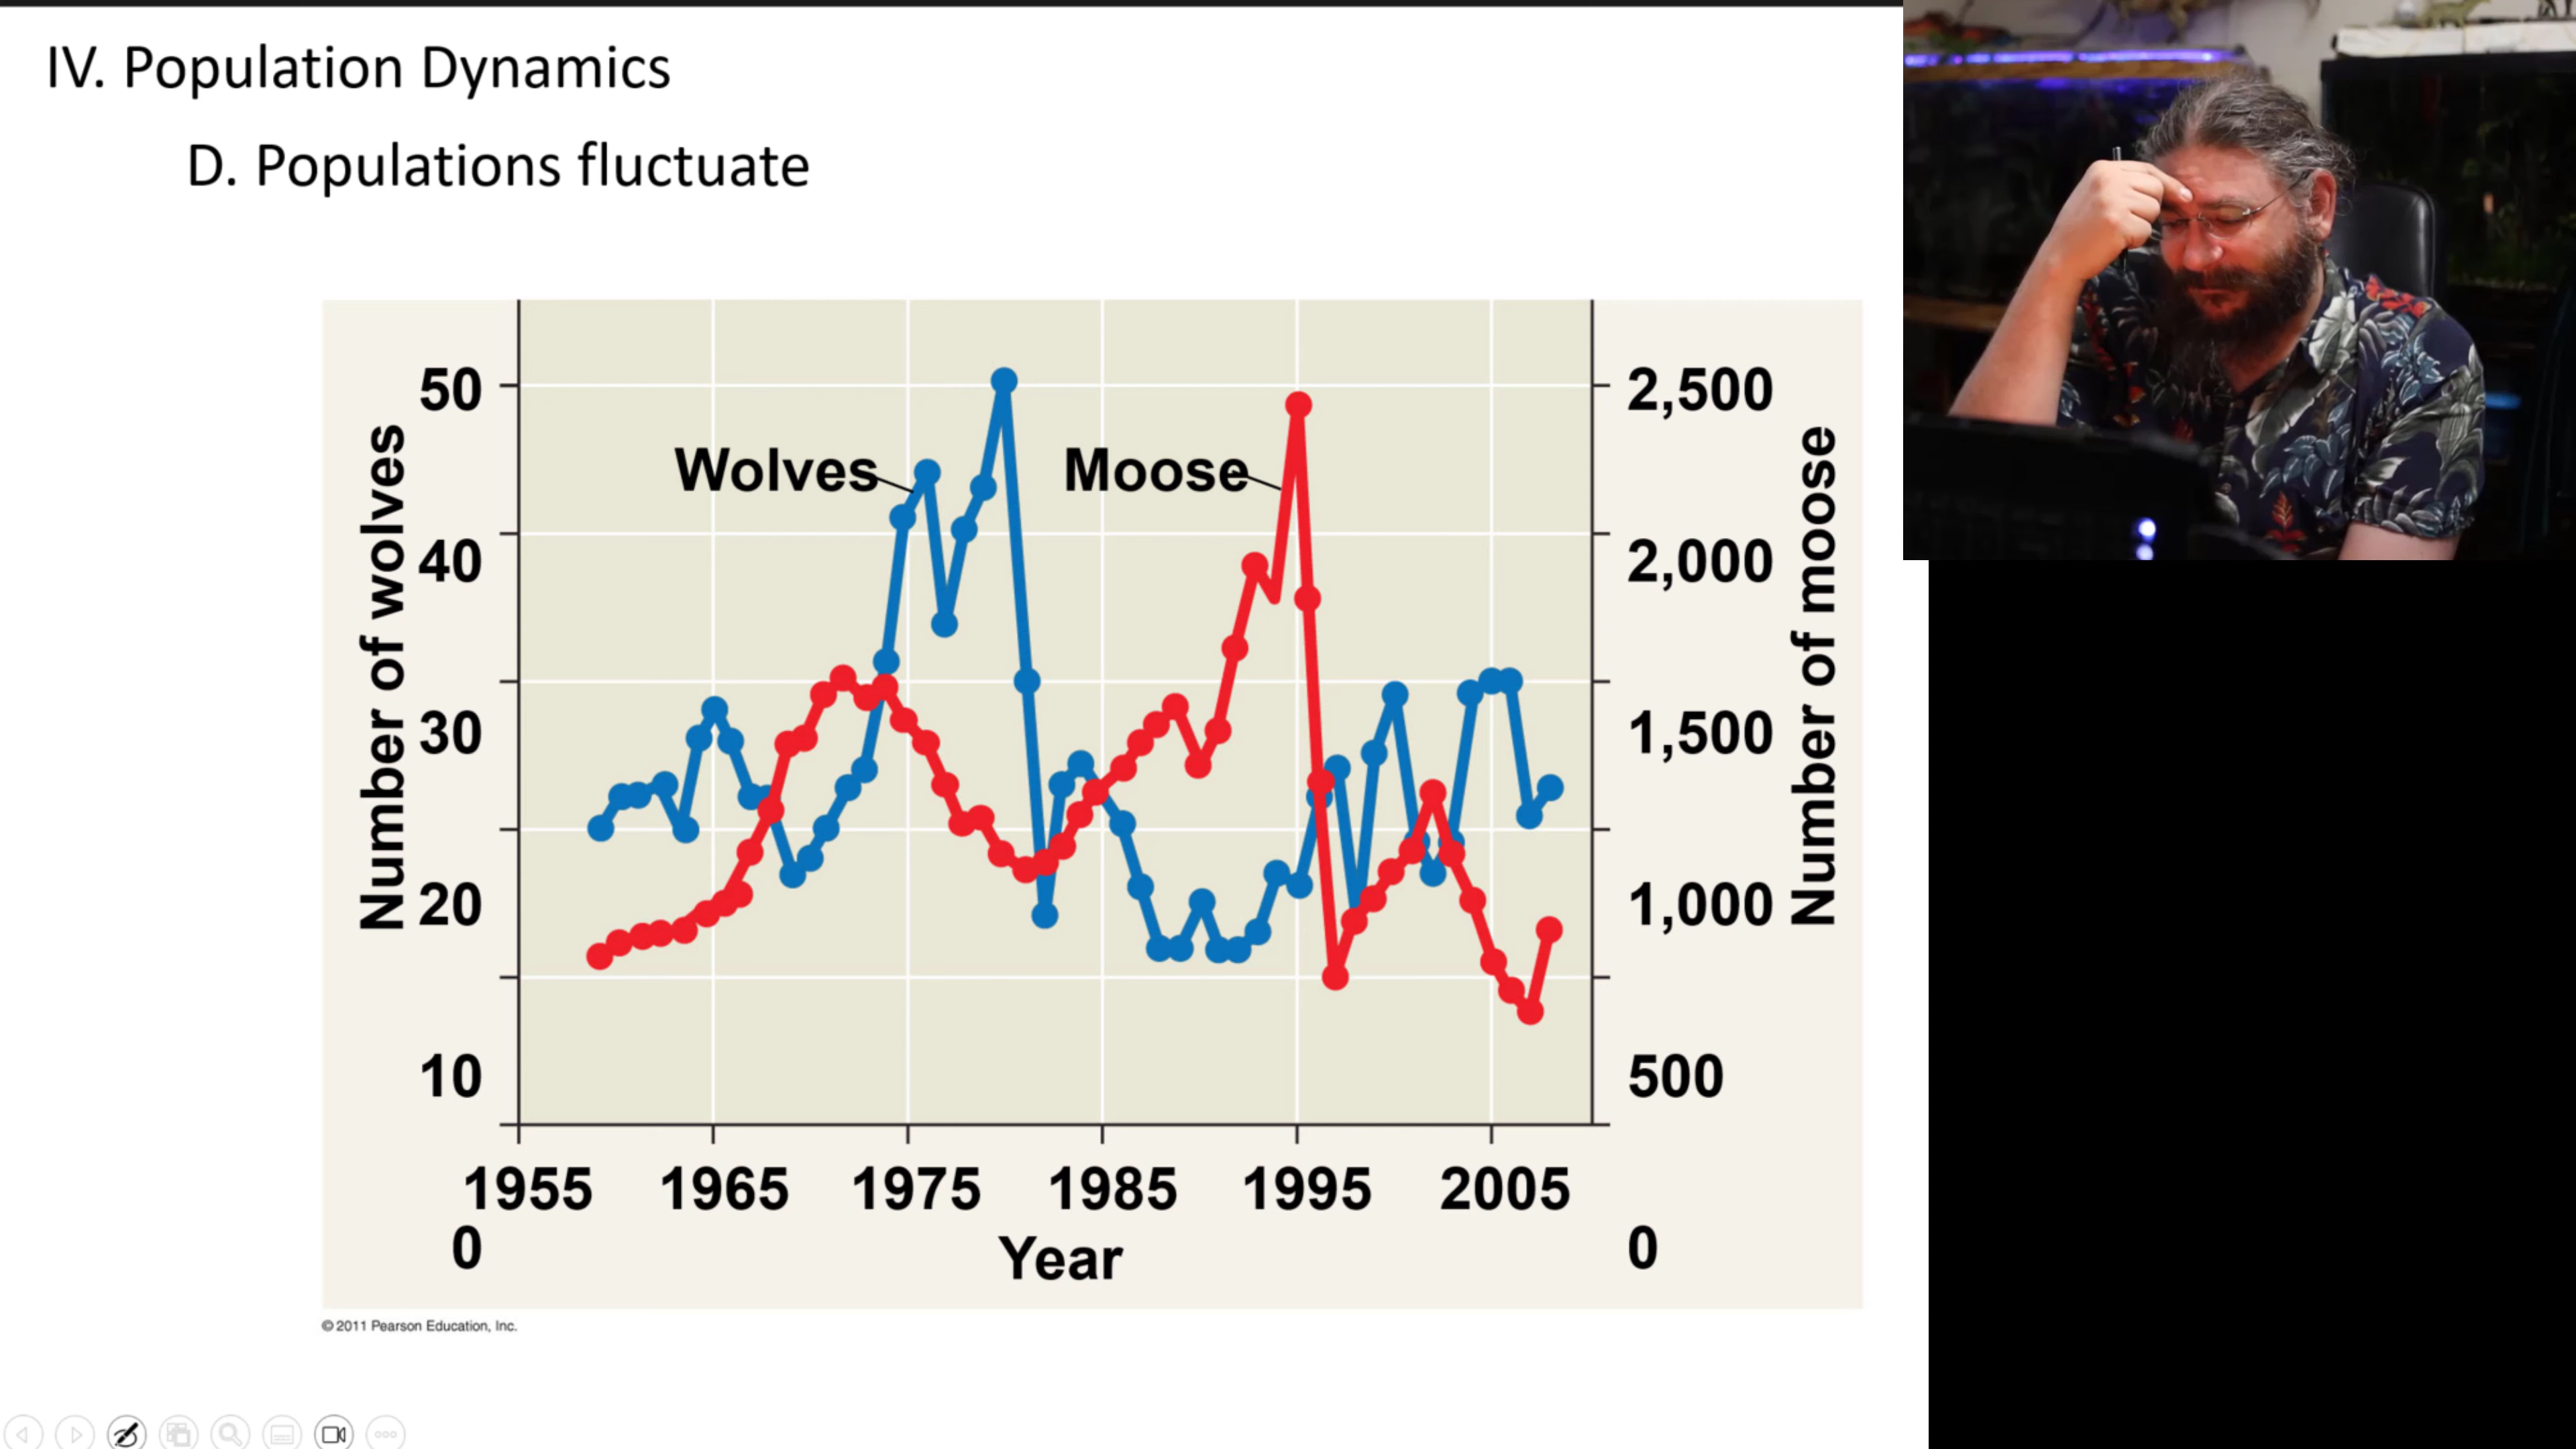 IV. Population Dynamics
D. Populations fluctuate
50
40
30
20
10
0
Number of wolves
Wolves
Moose
2,500
2,000
1,500
1,000
500
0
Number of moose
1955 1965 1975 1985 1995 2005
Year
© 2011 Pearson Education, Inc.